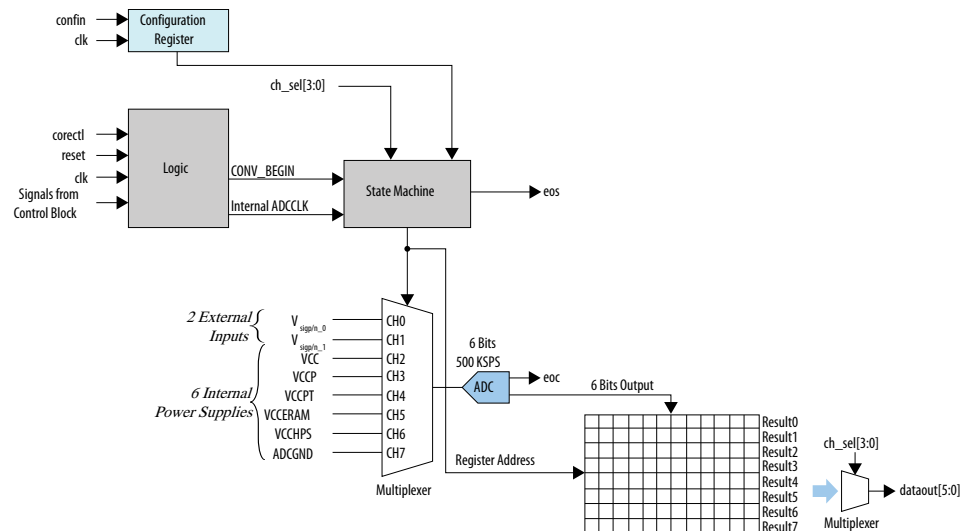 confin
clk
Configuration
Register
ch_sel[3:0]
corectl
reset
clk
Signals from
Control Block
Logic
CONV_BEGIN
Internal ADCCLK
State Machine
eos
2 External
Inputs
6 Internal
Power Supplies
V sigp/n_0
V sigp/n_1
VCC
VCCP
VCCPT
VCCERAM
VCCHPS
ADCGND
CH0
CH1
CH2
CH3
CH4
CH5
CH6
CH7
Multiplexer
6 Bits
500 KSPS
ADC
eoc
6 Bits Output
Register Address
Result0
Result1
Result2
Result3
Result4
Result5
Result6
Result7
ch_sel[3:0]
dataout[5:0]
Multiplexer